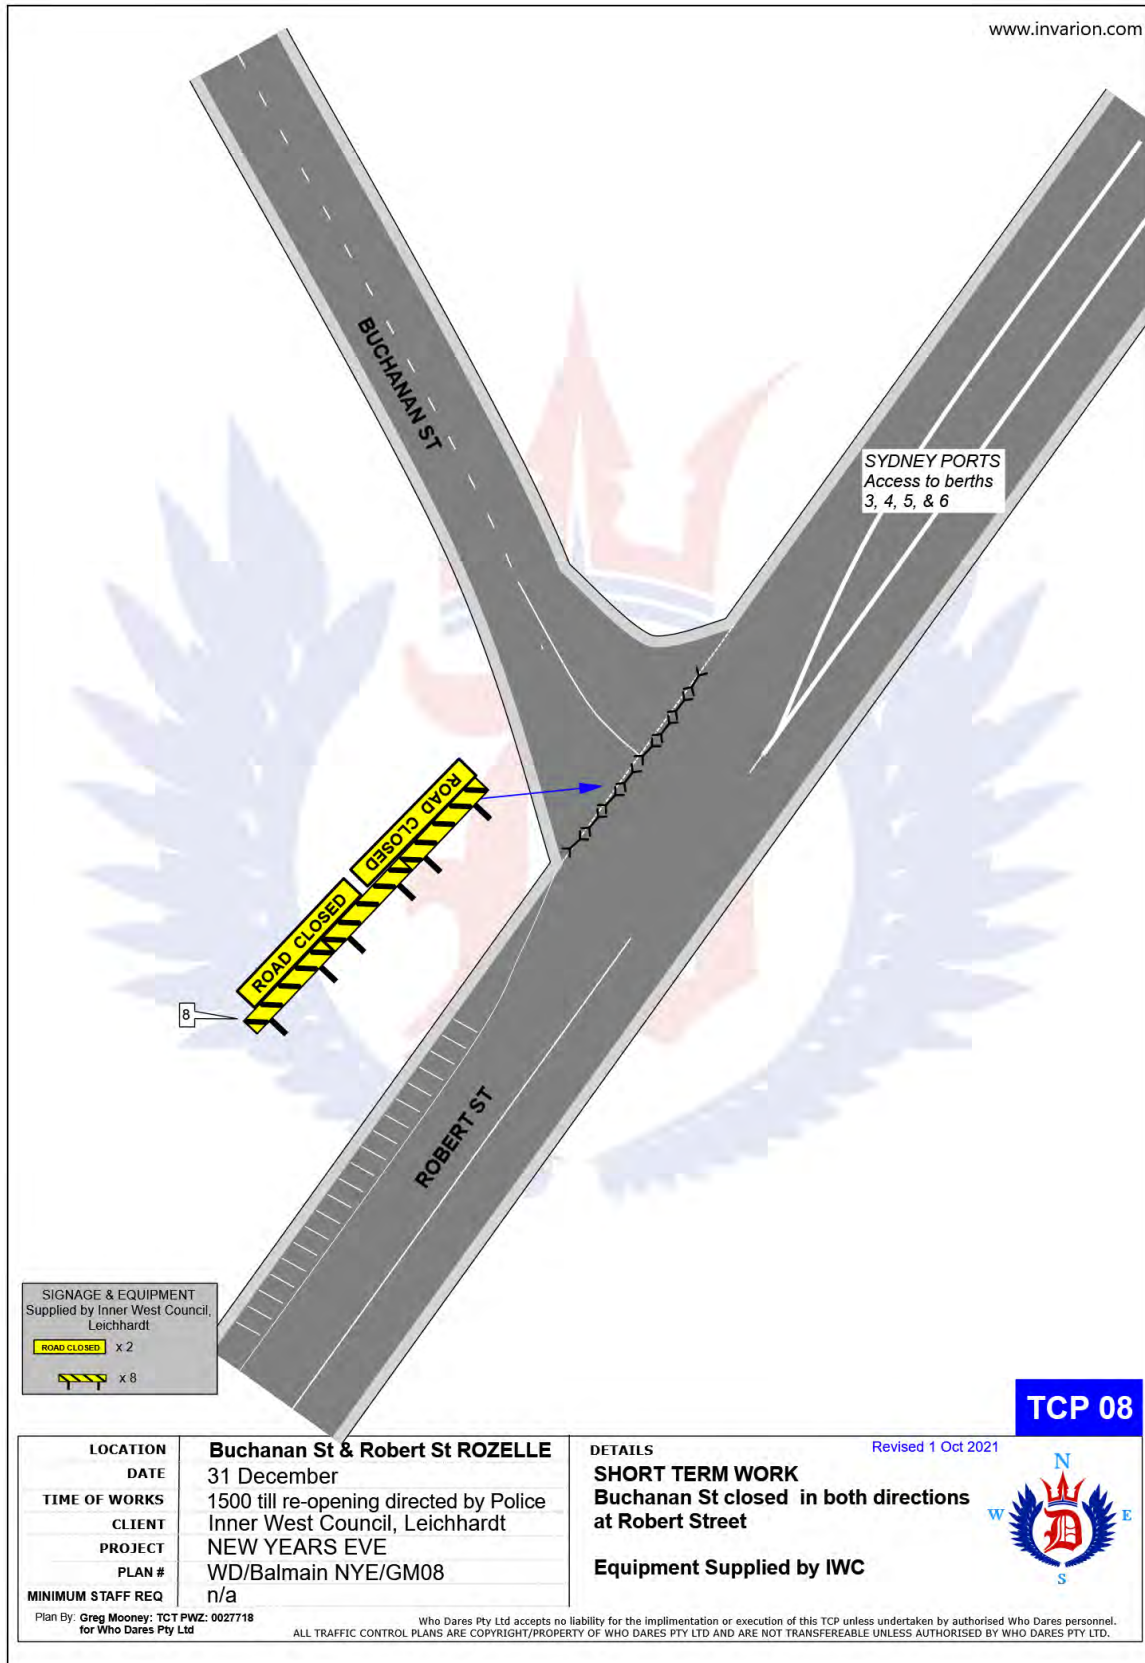 www.invarion.com
BUCHANAN ST
SYDNEY PORTS
Access to berths
3, 4, 5, & 6
ROAD CLOSED
ROAD CLOSED
8
ROBERT ST
SIGNAGE & EQUIPMENT
Supplied by Inner West Council,
Leichhardt
ROAD CLOSED x 2
x 8
TCP 08
LOCATION Buchanan St & Robert St ROZELLE
DATE 31 December
TIME OF WORKS 1500 till re-opening directed by Police
CLIENT Inner West Council, Leichhardt
PROJECT NEW YEARS EVE
PLAN # WD/Balmain NYE/GM08
MINIMUM STAFF REQ n/a
DETAILS Revised 1 Oct 2021
SHORT TERM WORK
Buchanan St closed in both directions
at Robert Street
Equipment Supplied by IWC
N
W D E
S
Plan By: Greg Mooney: TCT PWZ: 0027718
for Who Dares Pty Ltd
Who Dares Pty Ltd accepts no liability for the implimentation or execution of this TCP unless undertaken by authorised Who Dares personnel.
ALL TRAFFIC CONTROL PLANS ARE COPYRIGHT/PROPERTY OF WHO DARES PTY LTD AND ARE NOT TRANSFEREABLE UNLESS AUTHORISED BY WHO DARES PTY LTD.